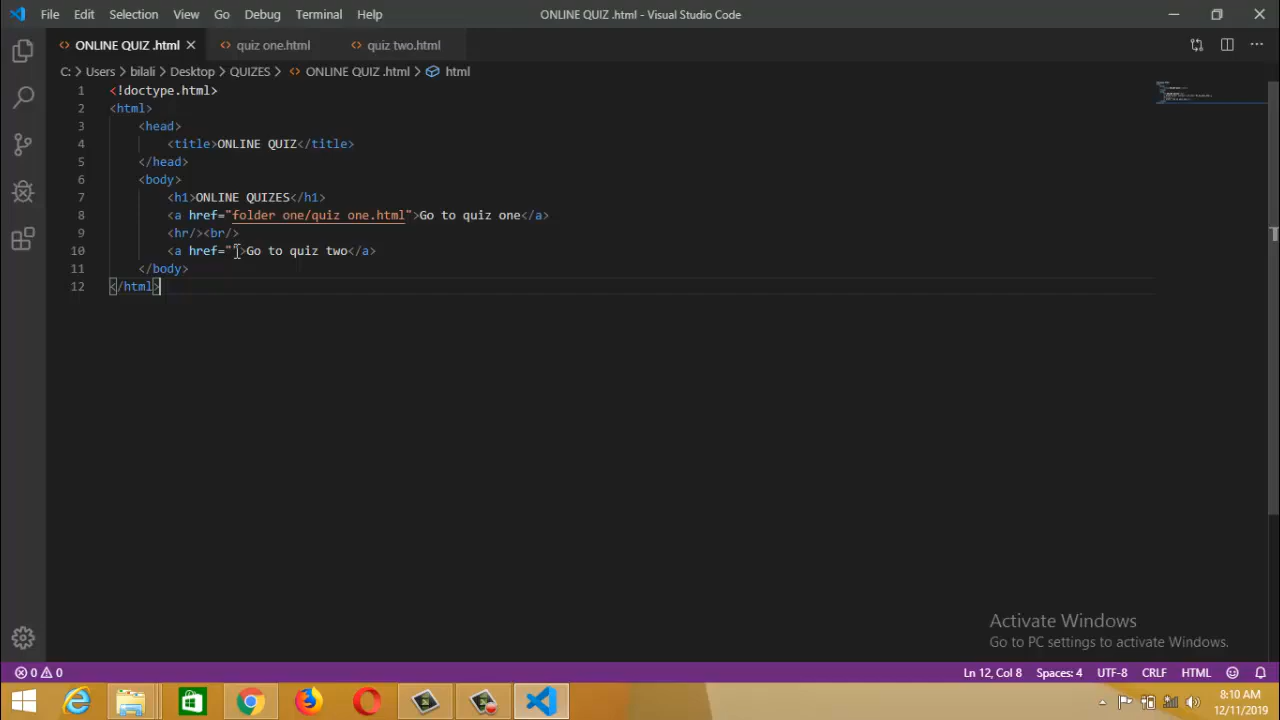 File Edit Selection View Go Debug Terminal Help
ONLINE QUIZ .html - Visual Studio Code
ONLINE QUIZ .html quiz one.html quiz two.html
C: > Users > bilali > Desktop > QUIZES > ONLINE QUIZ .html > html
1 <!doctype.html>
2 <html>
3 <head>
4 <title>ONLINE QUIZ</title>
5 </head>
6 <body>
7 <h1>ONLINE QUIZES</h1>
8 <a href="folder one/quiz one.html">Go to quiz one</a>
9 <hr/><br/>
10 <a href="">Go to quiz two</a>
11 </body>
12 </html>
Activate Windows
Go to PC settings to activate Windows.
0 0 Ln 12, Col 8 Spaces: 4 UTF-8 CRLF HTML
8:10 AM
12/11/2019